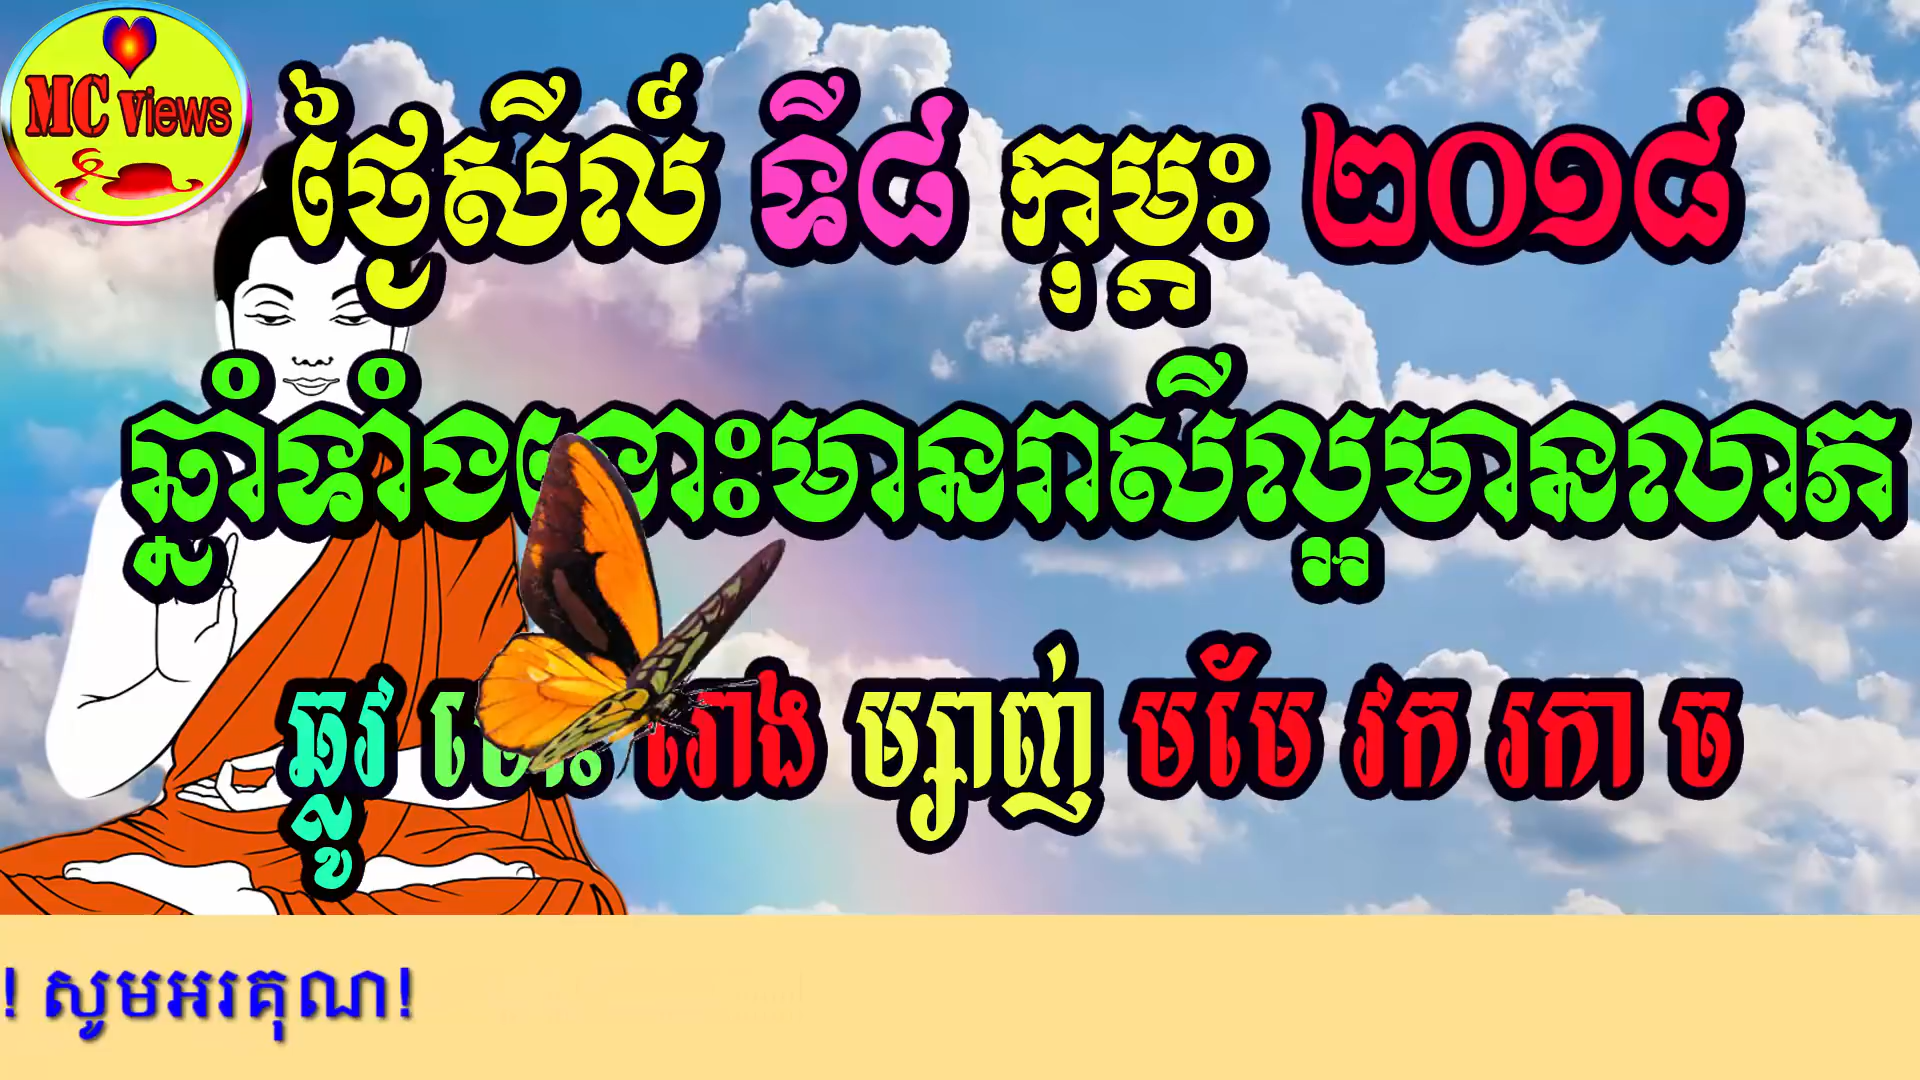 MC Views
ថ្ងៃសីល៍ ទី៨ កុម្ភះ ២០១៨
ឆ្នាំទាំងនោះមានរាសីល្អមានលាភ
ឆ្លូវ រោង ម្សាញ់ មមែ វក រកា ច
! សូមអរគុណ!